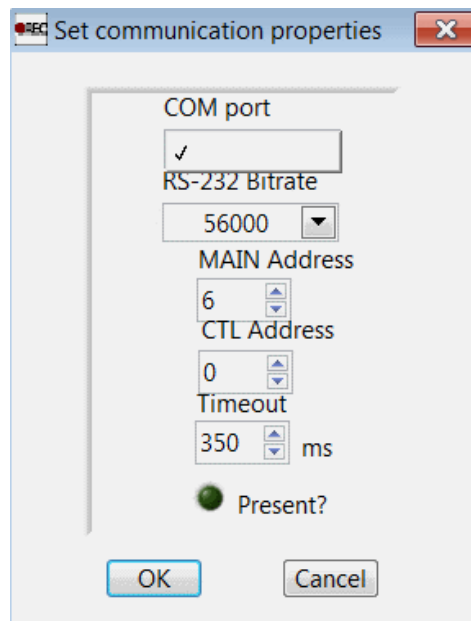 REC Set communication properties
COM port
✓
RS-232 Bitrate
56000
MAIN Address
6
CTL Address
0
Timeout
350 ms
Present?
OK Cancel